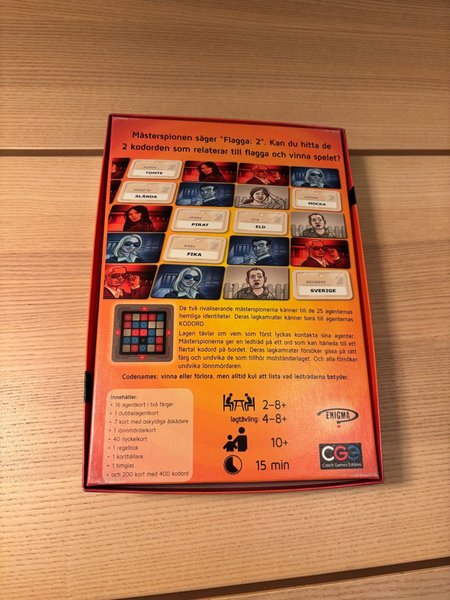 Mästerspionen säger "Flagga: 2". Kan du hitta de
2 kodorden som relaterar till flagga och vinna spelet?
TOMTE
BLÄNDA
MOCKA
PIRAT
ELD
FIKA
SVERIGE
De två rivaliserande mästerspionerna känner till de 25 agenternas
hemliga identiteter. Deras lagkamrater känner bara till agenternas
KODORD.
Lagen tävlar om vem som först lyckas kontakta sina agenter.
Mästerspionerna ger en ledtråd på ett ord som kan härleda till ett
flertal kodord på bordet. Deras lagkamrater försöker gissa på rätt
färg och undvika de som tillhör motståndarlaget. Och alla försöker
undvika lönnmördaren
Codenames: vinna eller förlora, men alltid kul att lista vad ledtrådarna betyder.
Innehåller:
• 16 agentkort i två färger
• 1 dubbelagentkort
• 7 kort med oskyldiga åskådare
• 1 lönnmördarkort
• 40 nyckelkort
• 1 regelbok
• 1 korthållare
• 1 timglas
• och 200 kort med 400 kodord
2–8+
lagtävling: 4–8+
10+
15 min
ENIGMA
CGE
Czech Games Edition